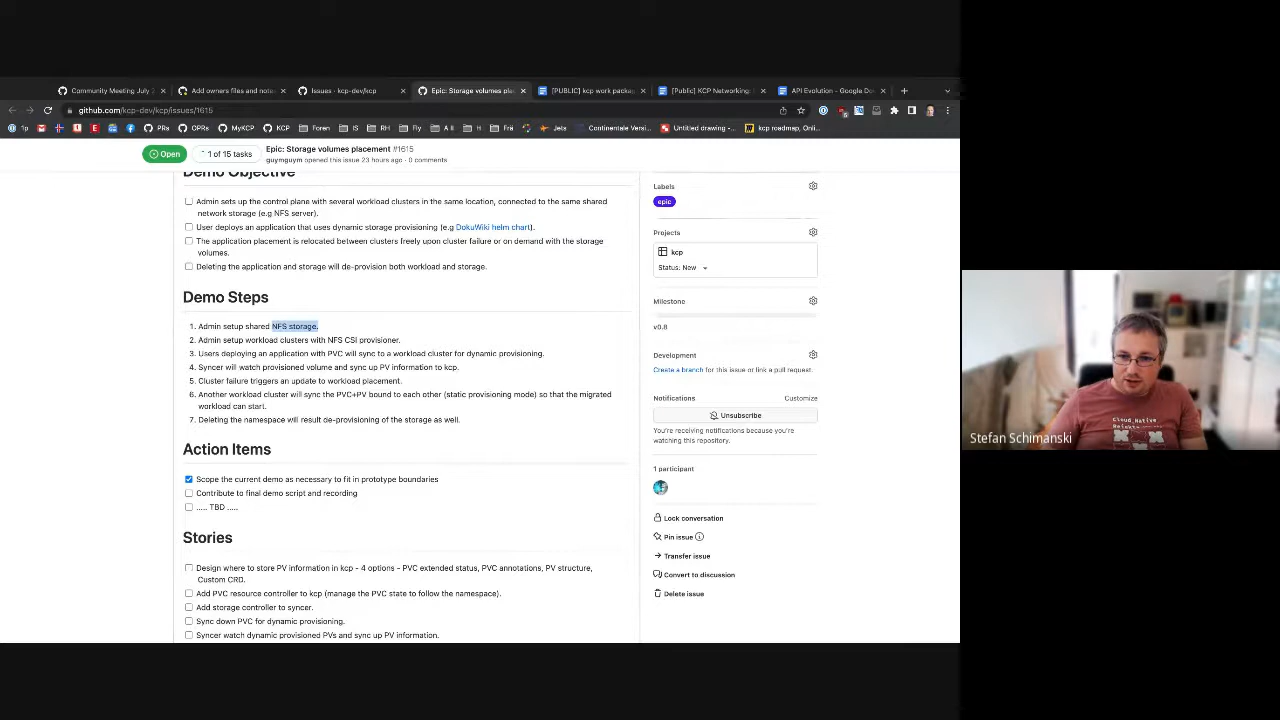 Community Meeting July
Add owners files and note
Issues · kcp-dev/kcp
Epic: Storage volumes pla
[PUBLIC] kcp work packag
[Public] KCP Networking:
API Evolution - Google Do
github.com/kcp-dev/kcp/issues/1615
1p
PRs
OPRs
MyKCP
KCP
Foren
IS
RH
Fly
Jets
Continentale Versi...
Untitled drawing -...
kcp roadmap, Onli...
Open
1 of 15 tasks
Epic: Storage volumes placement #1615
guymguym opened this issue 23 hours ago · 0 comments
Demo Objective
Admin sets up the control plane with several workload clusters in the same location, connected to the same shared
network storage (e.g NFS server).
User deploys an application that uses dynamic storage provisioning (e.g DokuWiki helm chart).
The application placement is relocated between clusters freely upon cluster failure or on demand with the storage
volumes.
Deleting the application and storage will de-provision both workload and storage.
Demo Steps
1. Admin setup shared NFS storage.
2. Admin setup workload clusters with NFS CSI provisioner.
3. Users deploying an application with PVC will sync to a workload cluster for dynamic provisioning.
4. Syncer will watch provisioned volume and sync up PV information to kcp.
5. Cluster failure triggers an update to workload placement.
6. Another workload cluster will sync the PVC+PV bound to each other (static provisioning mode) so that the migrated
workload can start.
7. Deleting the namespace will result de-provisioning of the storage as well.
Action Items
Scope the current demo as necessary to fit in prototype boundaries
Contribute to final demo script and recording
..... TBD .....
Stories
Design where to store PV information in kcp - 4 options - PVC extended status, PVC annotations, PV structure,
Custom CRD.
Add PVC resource controller to kcp (manage the PVC state to follow the namespace).
Add storage controller to syncer.
Sync down PVC for dynamic provisioning.
Syncer watch dynamic provisioned PVs and sync up PV information.
Labels
epic
Projects
kcp
Status: New
Milestone
v0.8
Development
Create a branch for this issue or link a pull request.
Notifications
Customize
Unsubscribe
You're receiving notifications because you're
watching this repository.
1 participant
Lock conversation
Pin issue
Transfer issue
Convert to discussion
Delete issue
Cloud Native
Stefan Schimanski